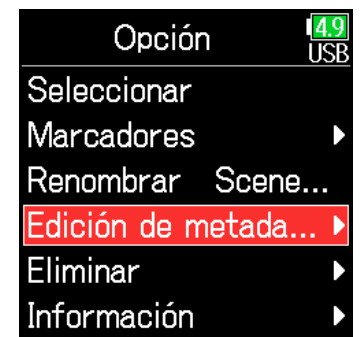 Opción
4.9
USB
Seleccionar
Marcadores
Renombrar Scene...
Edición de metada...
Eliminar
Información